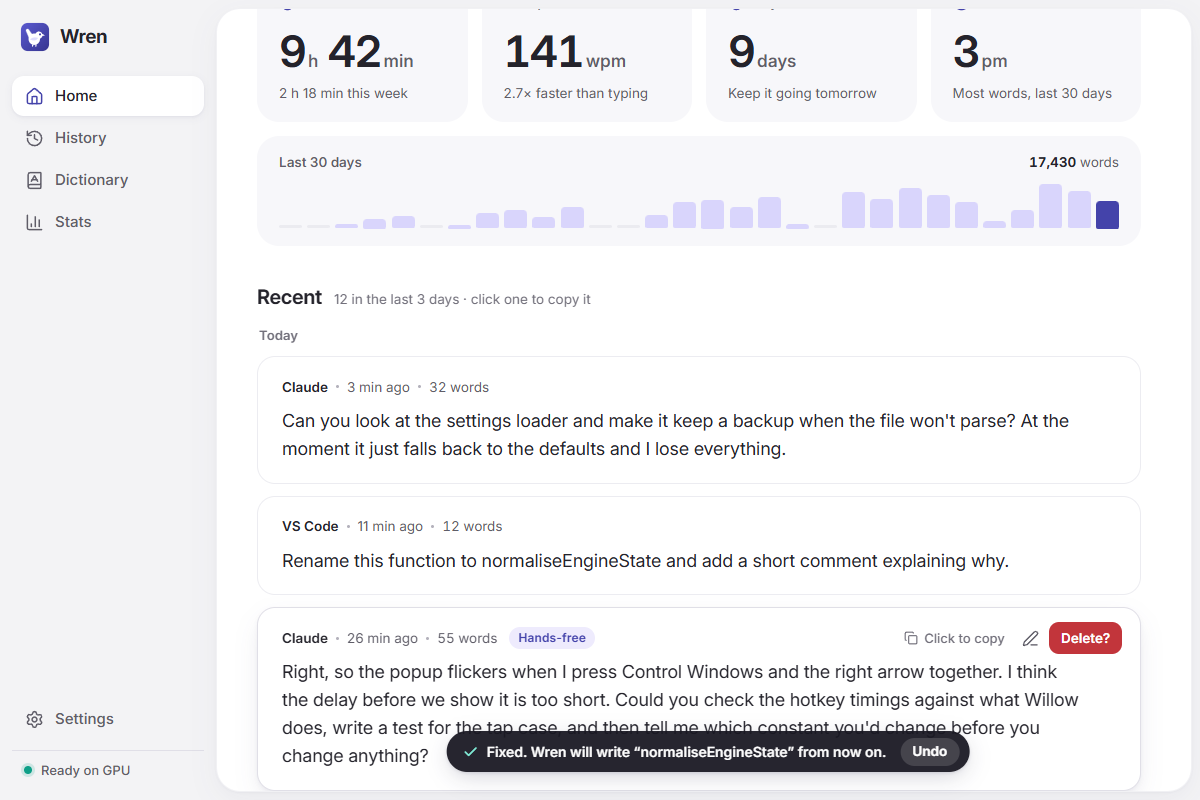 Wren
Home
History
Dictionary
Stats
Settings
Ready on GPU
9h 42min
2 h 18 min this week
141wpm
2.7× faster than typing
9days
Keep it going tomorrow
3pm
Most words, last 30 days
Last 30 days
17,430 words
Recent 12 in the last 3 days · click one to copy it
Today
Claude · 3 min ago · 32 words
Can you look at the settings loader and make it keep a backup when the file won't parse? At the
moment it just falls back to the defaults and I lose everything.
VS Code · 11 min ago · 12 words
Rename this function to normaliseEngineState and add a short comment explaining why.
Claude · 26 min ago · 55 words Hands-free
Click to copy
Delete?
Right, so the popup flickers when I press Control Windows and the right arrow together. I think
the delay before we show it is too short. Could you check the hotkey timings against what Willow
does, write a test for the tap case, and then tell me which constant you'd change before you
change anything?
Fixed. Wren will write “normaliseEngineState” from now on. Undo